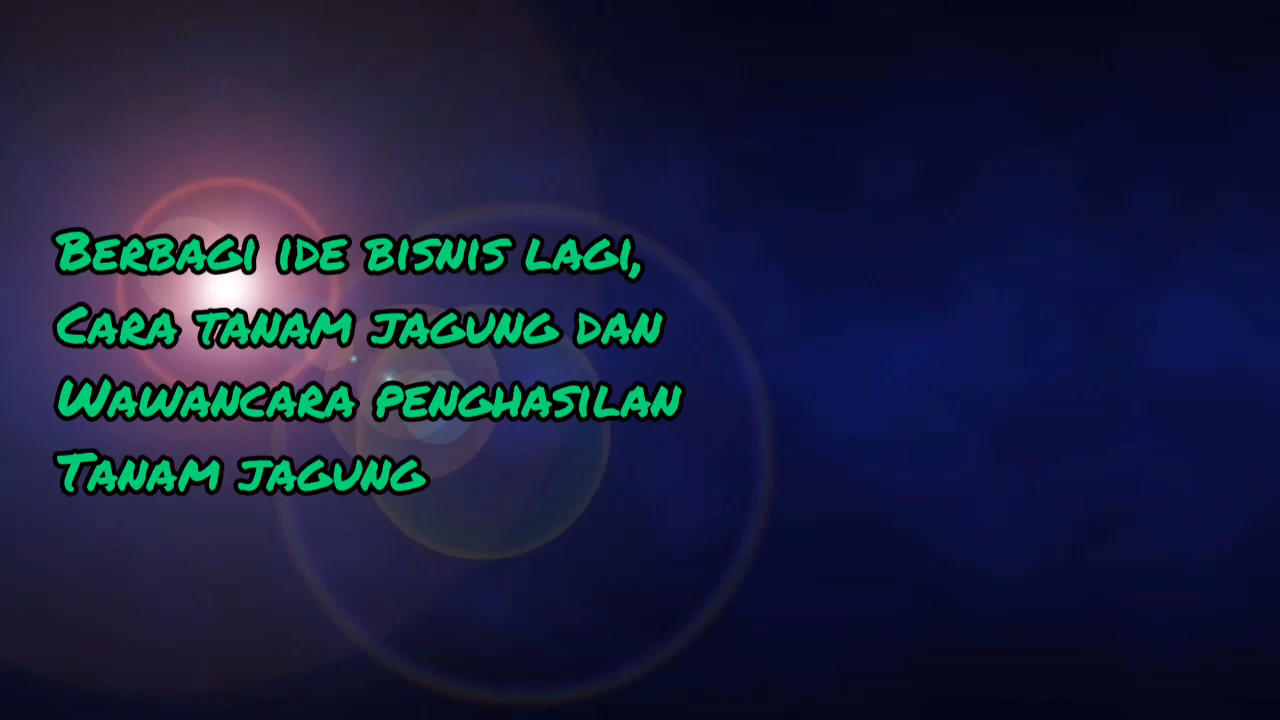 Berbagi ide bisnis lagi,
Cara tanam jagung dan
Wawancara penghasilan
Tanam jagung